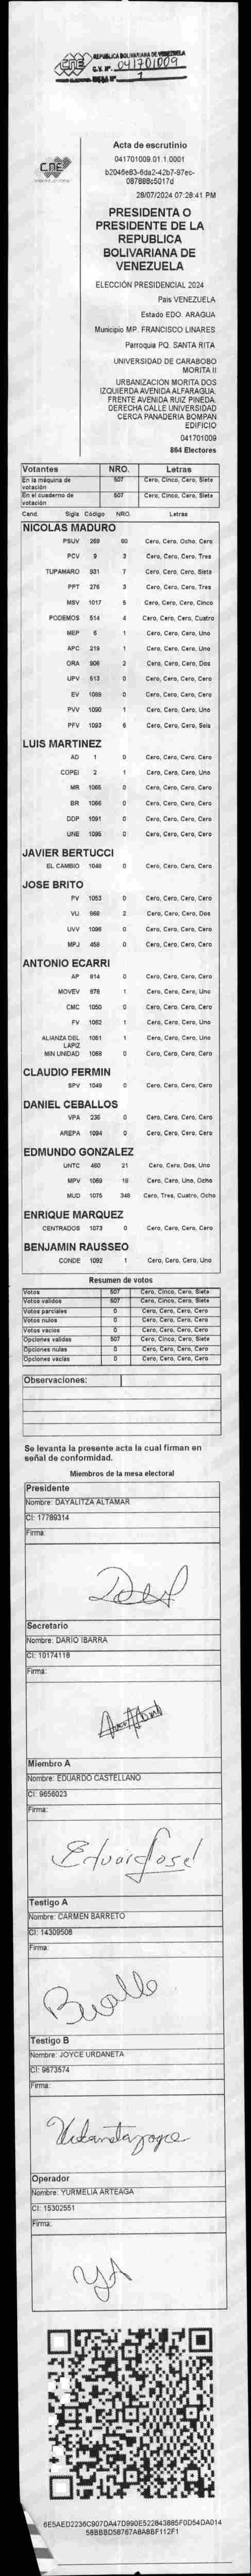 CNE REPUBLICA BOLIVARIANA DE VENEZUELA
C.V. Nº. 041701009
MESA Nº 1
CNE
Acta de escrutinio
041701009.01.1.0001
b2046e83-6da2-42b7-97ec-
087888c5017d
28/07/2024 07:28:41 PM
PRESIDENTA O
PRESIDENTE DE LA
REPUBLICA
BOLIVARIANA DE
VENEZUELA
ELECCIÓN PRESIDENCIAL 2024
Pais VENEZUELA
Estado EDO. ARAGUA
Municipio MP. FRANCISCO LINARES
Parroquia PQ. SANTA RITA
UNIVERSIDAD DE CARABOBO
MORITA II
URBANIZACION MORITA DOS
IZQUIERDA AVENIDA ALFARAGUA.
FRENTE AVENIDA RUIZ PINEDA.
DERECHA CALLE UNIVERSIDAD
CERCA PANADERIA BOMPAN
EDIFICIO
041701009
864 Electores
Votantes NRO. Letras
En la máquina de votación 507 Cero, Cinco, Cero, Siete
En el cuaderno de votación 507 Cero, Cinco, Cero, Siete
Cand. Sigla Código NRO. Letras
NICOLAS MADURO
PSUV 269 80 Cero, Cero, Ocho, Cero
PCV 9 3 Cero, Cero, Cero, Tres
TUPAMARO 931 7 Cero, Cero, Cero, Siete
PPT 276 3 Cero, Cero, Cero, Tres
MSV 1017 5 Cero, Cero, Cero, Cinco
PODEMOS 514 4 Cero, Cero, Cero, Cuatro
MEP 6 1 Cero, Cero, Cero, Uno
APC 219 1 Cero, Cero, Cero, Uno
ORA 906 2 Cero, Cero, Cero, Dos
UPV 613 0 Cero, Cero, Cero, Cero
EV 1089 0 Cero, Cero, Cero, Cero
PVV 1090 1 Cero, Cero, Cero, Uno
PFV 1093 6 Cero, Cero, Cero, Seis
LUIS MARTINEZ
AD 1 0 Cero, Cero, Cero, Cero
COPEI 2 1 Cero, Cero, Cero, Uno
MR 1065 0 Cero, Cero, Cero, Cero
BR 1066 0 Cero, Cero, Cero, Cero
DDP 1091 0 Cero, Cero, Cero, Cero
UNE 1095 0 Cero, Cero, Cero, Cero
JAVIER BERTUCCI
EL CAMBIO 1048 0 Cero, Cero, Cero, Cero
JOSE BRITO
PV 1053 0 Cero, Cero, Cero, Cero
VU 868 2 Cero, Cero, Cero, Dos
UVV 1096 0 Cero, Cero, Cero, Cero
MPJ 458 0 Cero, Cero, Cero, Cero
ANTONIO ECARRI
AP 814 0 Cero, Cero, Cero, Cero
MOVEV 878 1 Cero, Cero, Cero, Uno
CMC 1050 0 Cero, Cero, Cero, Cero
FV 1062 1 Cero, Cero, Cero, Uno
ALIANZA DEL LAPIZ 1061 1 Cero, Cero, Cero, Uno
MIN UNIDAD 1068 0 Cero, Cero, Cero, Cero
CLAUDIO FERMIN
SPV 1049 0 Cero, Cero, Cero, Cero
DANIEL CEBALLOS
VPA 236 0 Cero, Cero, Cero, Cero
AREPA 1094 0 Cero, Cero, Cero, Cero
EDMUNDO GONZALEZ
UNTC 460 21 Cero, Cero, Dos, Uno
MPV 1069 18 Cero, Cero, Uno, Ocho
MUD 1075 348 Cero, Tres, Cuatro, Ocho
ENRIQUE MARQUEZ
CENTRADOS 1073 0 Cero, Cero, Cero, Cero
BENJAMIN RAUSSEO
CONDE 1092 1 Cero, Cero, Cero, Uno
Resumen de votos
Votos 507 Cero, Cinco, Cero, Siete
Votos validos 507 Cero, Cinco, Cero, Siete
Votos parciales 0 Cero, Cero, Cero, Cero
Votos nulos 0 Cero, Cero, Cero, Cero
Votos vacios 0 Cero, Cero, Cero, Cero
Opciones validas 507 Cero, Cinco, Cero, Siete
Opciones nulas 0 Cero, Cero, Cero, Cero
Opciones vacias 0 Cero, Cero, Cero, Cero
Observaciones:
Se levanta la presente acta la cual firman en
señal de conformidad.
Miembros de la mesa electoral
Presidente
Nombre: DAYALITZA ALTAMAR
CI: 17789314
Firma:
Secretario
Nombre: DARIO IBARRA
CI: 10174118
Firma:
Miembro A
Nombre: EDUARDO CASTELLANO
CI: 9656023
Firma:
Eduardo José
Testigo A
Nombre: CARMEN BARRETO
CI: 14309508
Firma:
Testigo B
Nombre: JOYCE URDANETA
CI: 9673574
Firma:
Urdaneta Joyce
Operador
Nombre: YURMELIA ARTEAGA
CI: 15302551
Firma:
YA
6E5AED2236C907DA47D990E522843885F0D54DA014
58BBBD58767A8A8BF112F1